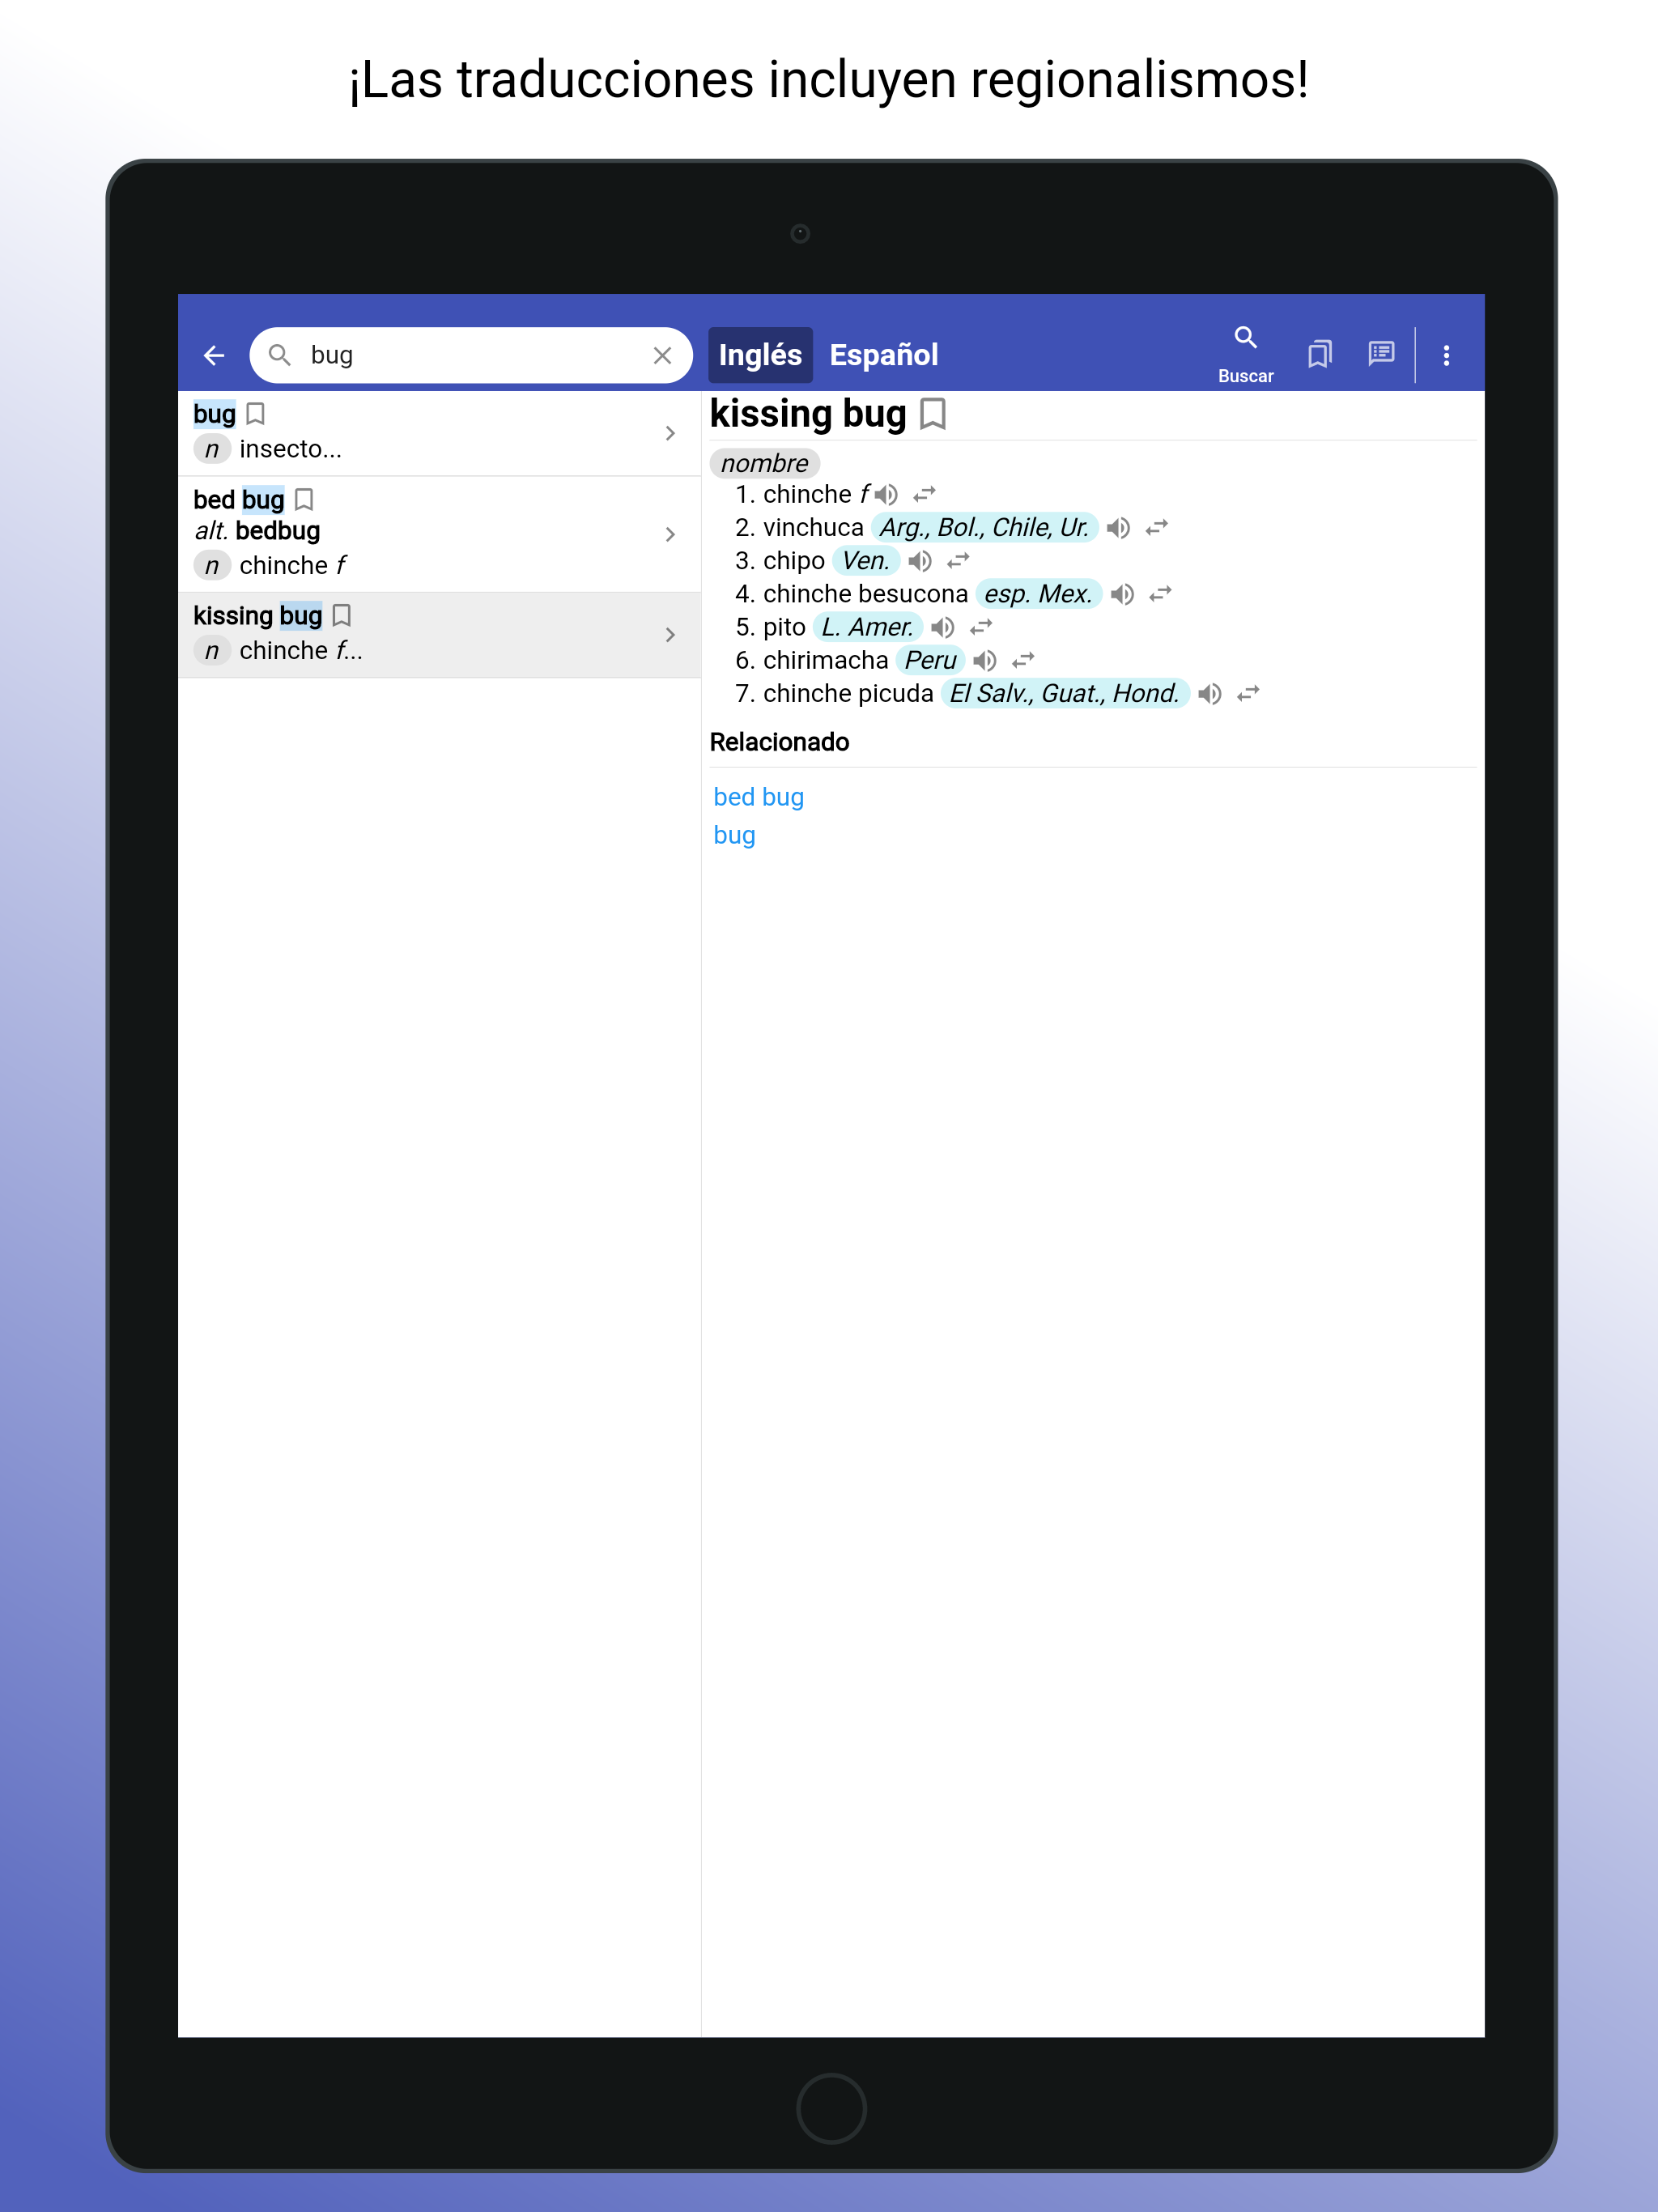 ¡Las traducciones incluyen regionalismos!
bug
Inglés Español
Buscar
bug
n insecto...
bed bug
alt. bedbug
n chinche f
kissing bug
n chinche f...
kissing bug
nombre
1. chinche f
2. vinchuca Arg., Bol., Chile, Ur.
3. chipo Ven.
4. chinche besucona esp. Mex.
5. pito L. Amer.
6. chirimacha Peru
7. chinche picuda El Salv., Guat., Hond.
Relacionado
bed bug
bug